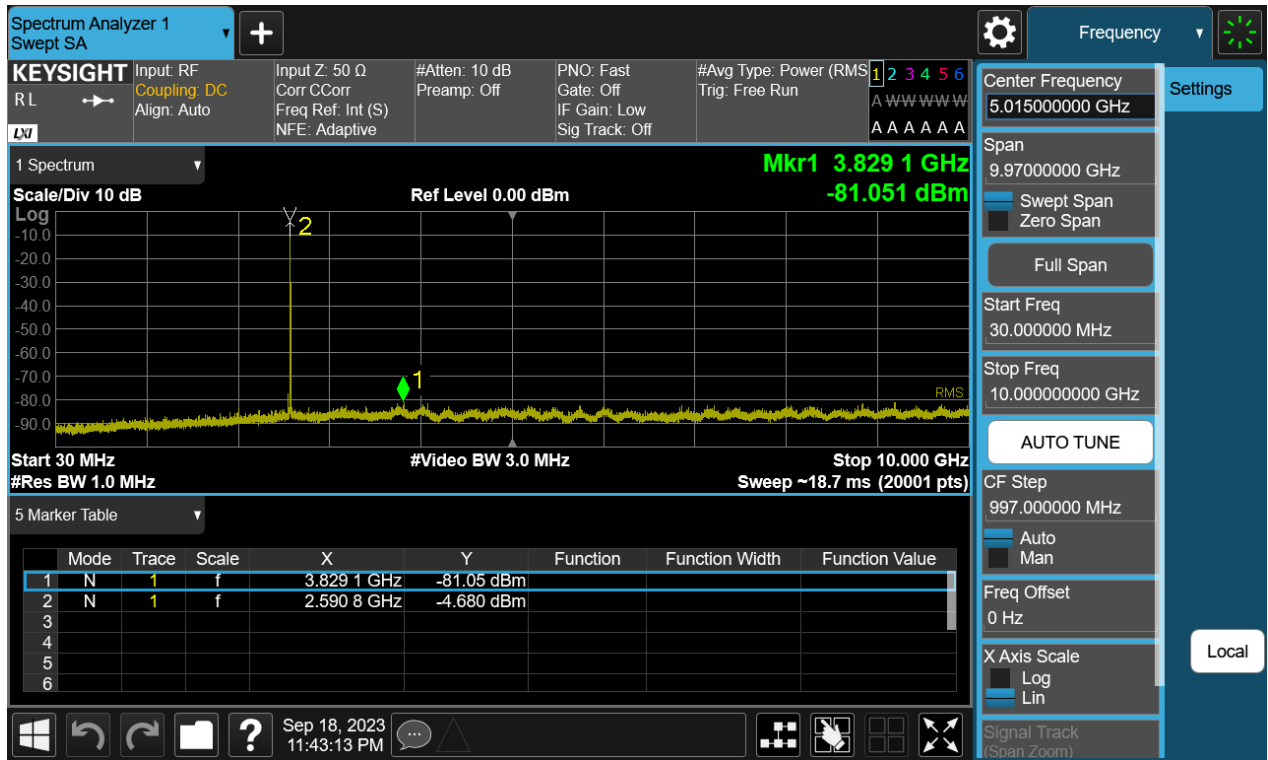 Spectrum Analyzer 1
Swept SA
+
Frequency
KEYSIGHT
RL
LXI
Input: RF
Coupling: DC
Align: Auto
Input Z: 50 Ω
Corr CCorr
Freq Ref: Int (S)
NFE: Adaptive
#Atten: 10 dB
Preamp: Off
PNO: Fast
Gate: Off
IF Gain: Low
Sig Track: Off
#Avg Type: Power (RMS
Trig: Free Run
1 2 3 4 5 6
A W W W W W
A A A A A A
1 Spectrum
Mkr1 3.829 1 GHz
-81.051 dBm
Scale/Div 10 dB
Ref Level 0.00 dBm
Log
-10.0
-20.0
-30.0
-40.0
-50.0
-60.0
-70.0
-80.0
-90.0
2
1
RMS
Start 30 MHz
#Video BW 3.0 MHz
Stop 10.000 GHz
#Res BW 1.0 MHz
Sweep ~18.7 ms (20001 pts)
5 Marker Table
Mode Trace Scale X Y Function Function Width Function Value
1 N 1 f 3.829 1 GHz -81.05 dBm
2 N 1 f 2.590 8 GHz -4.680 dBm
3
4
5
6
?
Sep 18, 2023
11:43:13 PM
Center Frequency
5.015000000 GHz
Span
9.97000000 GHz
Swept Span
Zero Span
Full Span
Start Freq
30.000000 MHz
Stop Freq
10.000000000 GHz
AUTO TUNE
CF Step
997.000000 MHz
Auto
Man
Freq Offset
0 Hz
X Axis Scale
Log
Lin
Signal Track
(Span Zoom)
Settings
Local